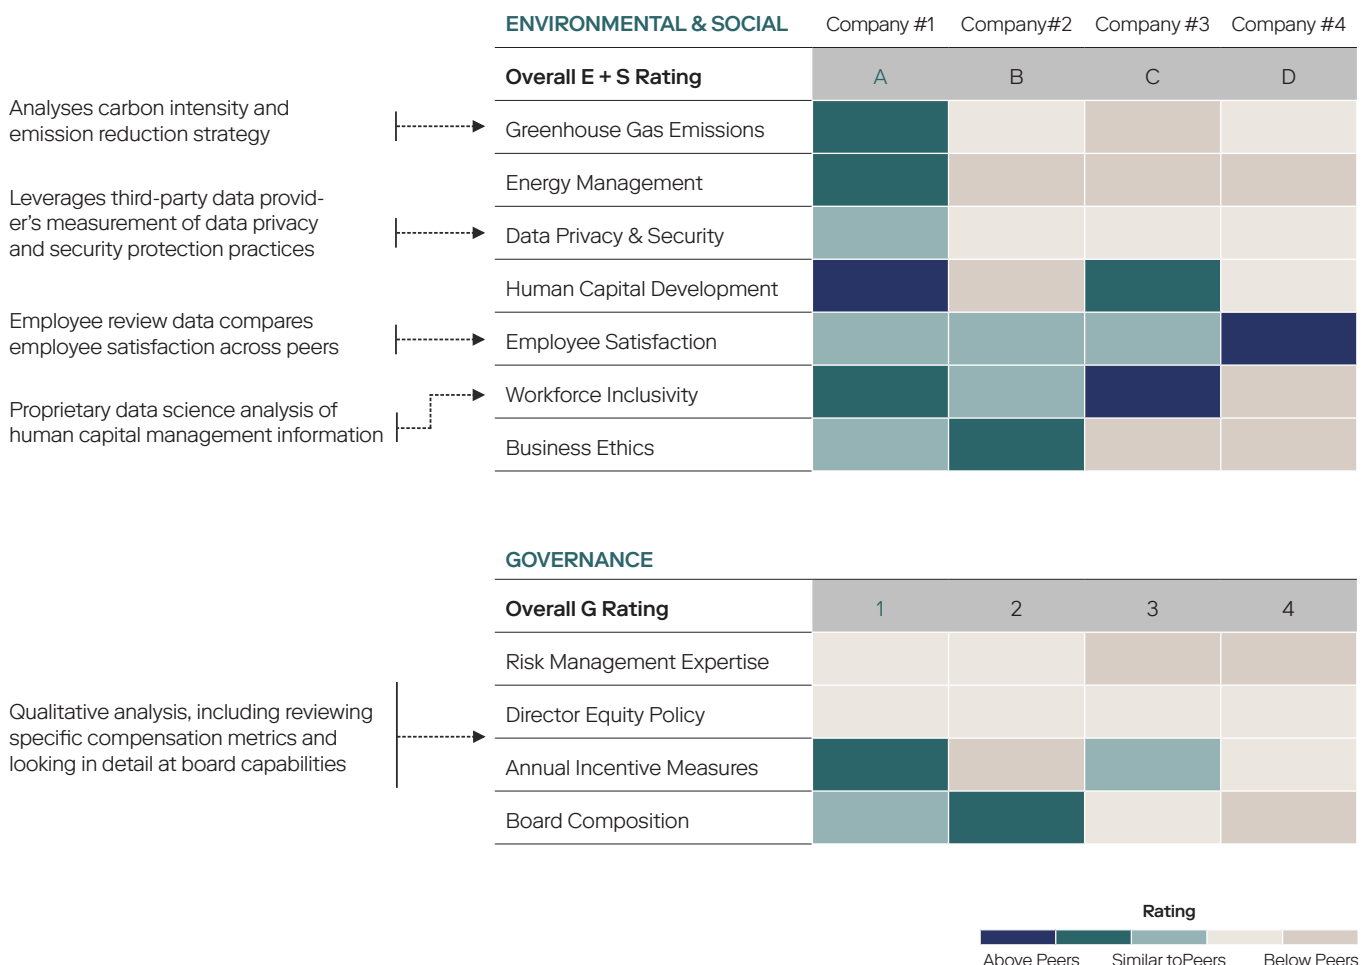 ENVIRONMENTAL & SOCIAL Company #1 Company#2 Company #3 Company #4
Overall E + S Rating A B C D
Analyses carbon intensity and
emission reduction strategy
Greenhouse Gas Emissions
Energy Management
Leverages third-party data provid-
er's measurement of data privacy
and security protection practices
Data Privacy & Security
Human Capital Development
Employee review data compares
employee satisfaction across peers
Employee Satisfaction
Workforce Inclusivity
Proprietary data science analysis of
human capital management information
Business Ethics
GOVERNANCE
Overall G Rating 1 2 3 4
Risk Management Expertise
Director Equity Policy
Qualitative analysis, including reviewing
specific compensation metrics and
looking in detail at board capabilities
Annual Incentive Measures
Board Composition
Rating
Above Peers Similar toPeers Below Peers